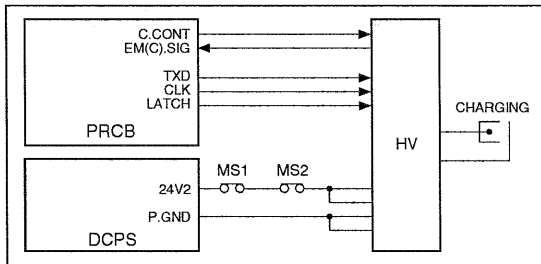 C.CONT
EM(C).SIG
TXD
CLK
LATCH
PRCB
HV
CHARGING
MS1 MS2
24V2
P.GND
DCPS